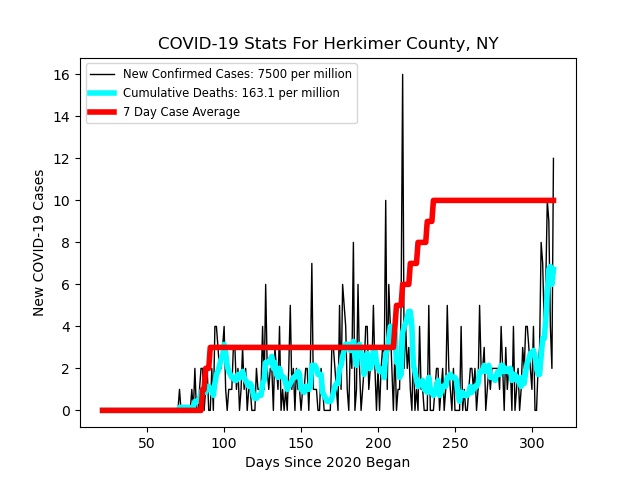 COVID-19 Stats For Herkimer County, NY
New Confirmed Cases: 7500 per million
Cumulative Deaths: 163.1 per million
7 Day Case Average
New COVID-19 Cases
16
14
12
10
8
6
4
2
0
50 100 150 200 250 300
Days Since 2020 Began